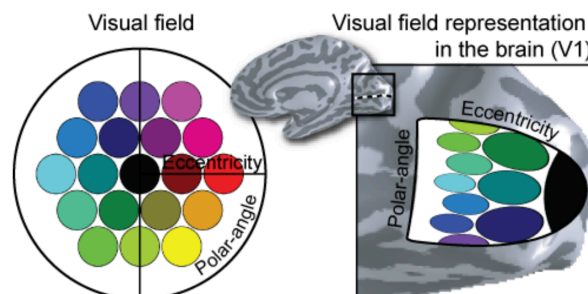 Visual field
Visual field representation
in the brain (V1)
Eccentricity
Polar-angle
Eccentricity
Polar-angle